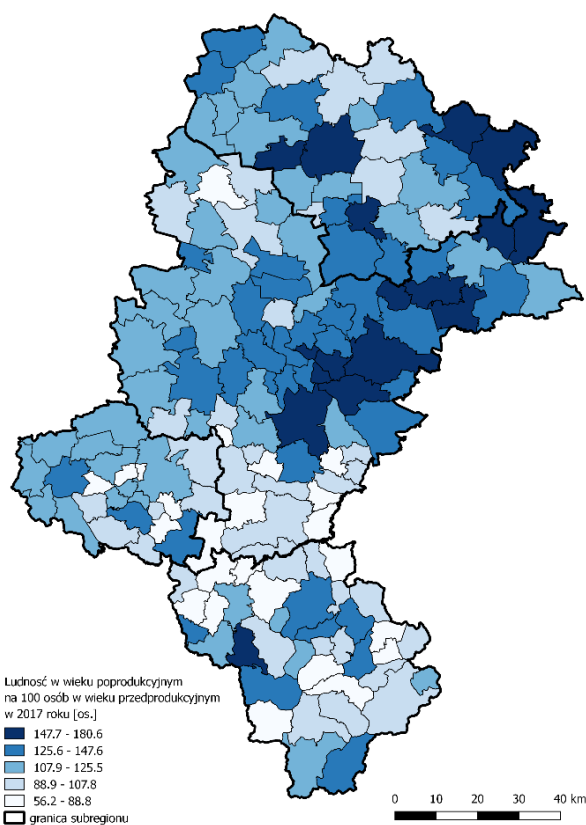 Ludność w wieku poprodukcyjnym
na 100 osób w wieku przedprodukcyjnym
w 2017 roku [os.]
147.7 - 180.6
125.6 - 147.6
107.9 - 125.5
88.9 - 107.8
56.2 - 88.8
granica subregionu
0 10 20 30 40 km